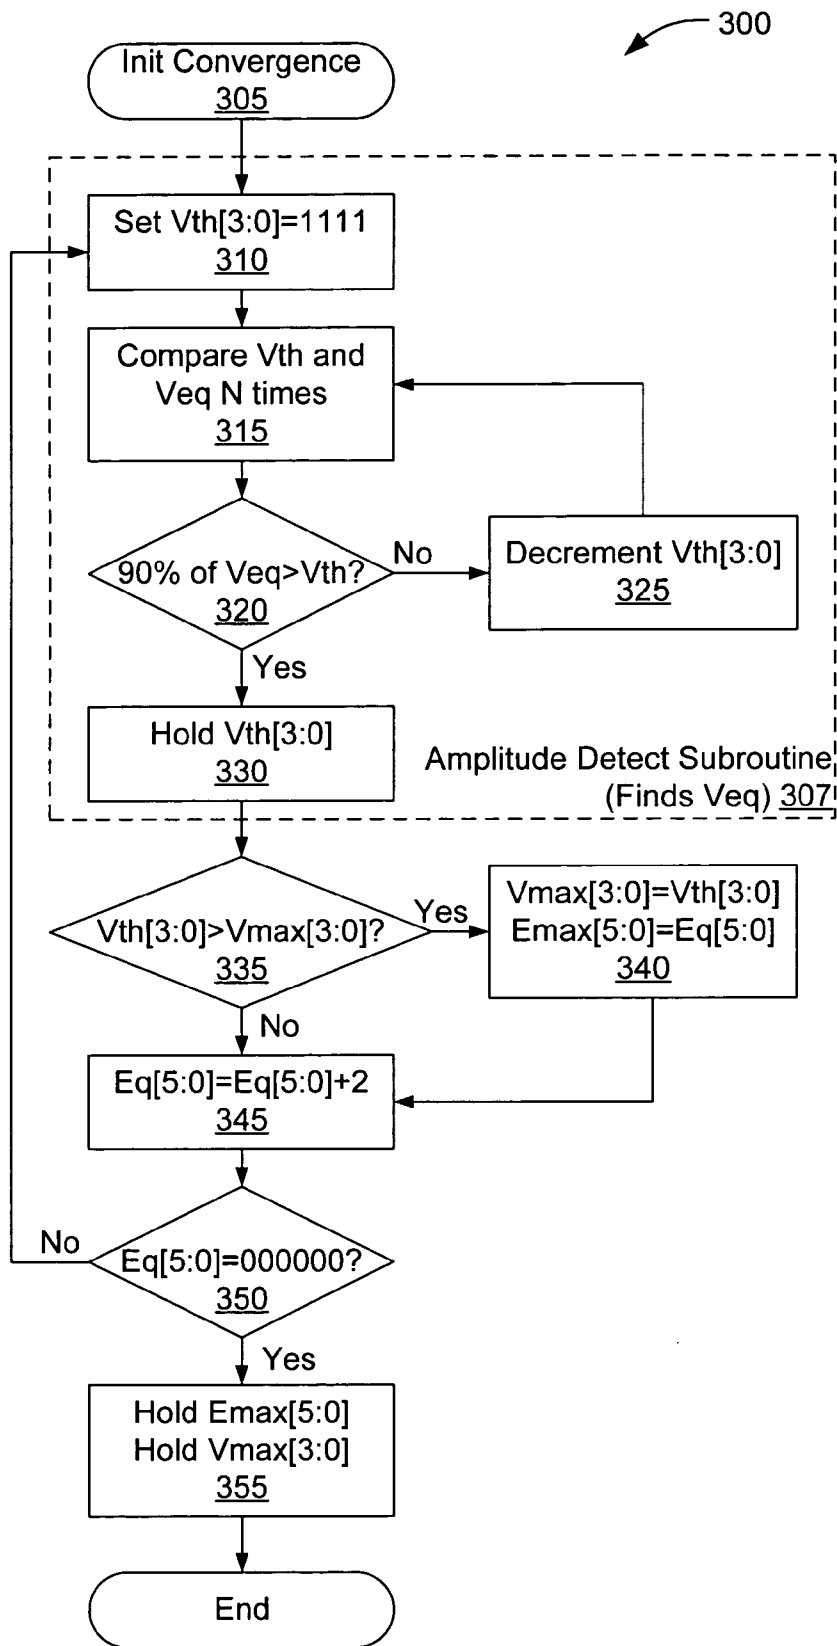 300
Init Convergence
305
Set Vth[3:0]=1111
310
Compare Vth and
Veq N times
315
90% of Veq>Vth?
320
No
Decrement Vth[3:0]
325
Yes
Hold Vth[3:0]
330
Amplitude Detect Subroutine
(Finds Veq) 307
Vth[3:0]>Vmax[3:0]?
335
Yes
Vmax[3:0]=Vth[3:0]
Emax[5:0]=Eq[5:0]
340
No
Eq[5:0]=Eq[5:0]+2
345
No
Eq[5:0]=000000?
350
Yes
Hold Emax[5:0]
Hold Vmax[3:0]
355
End